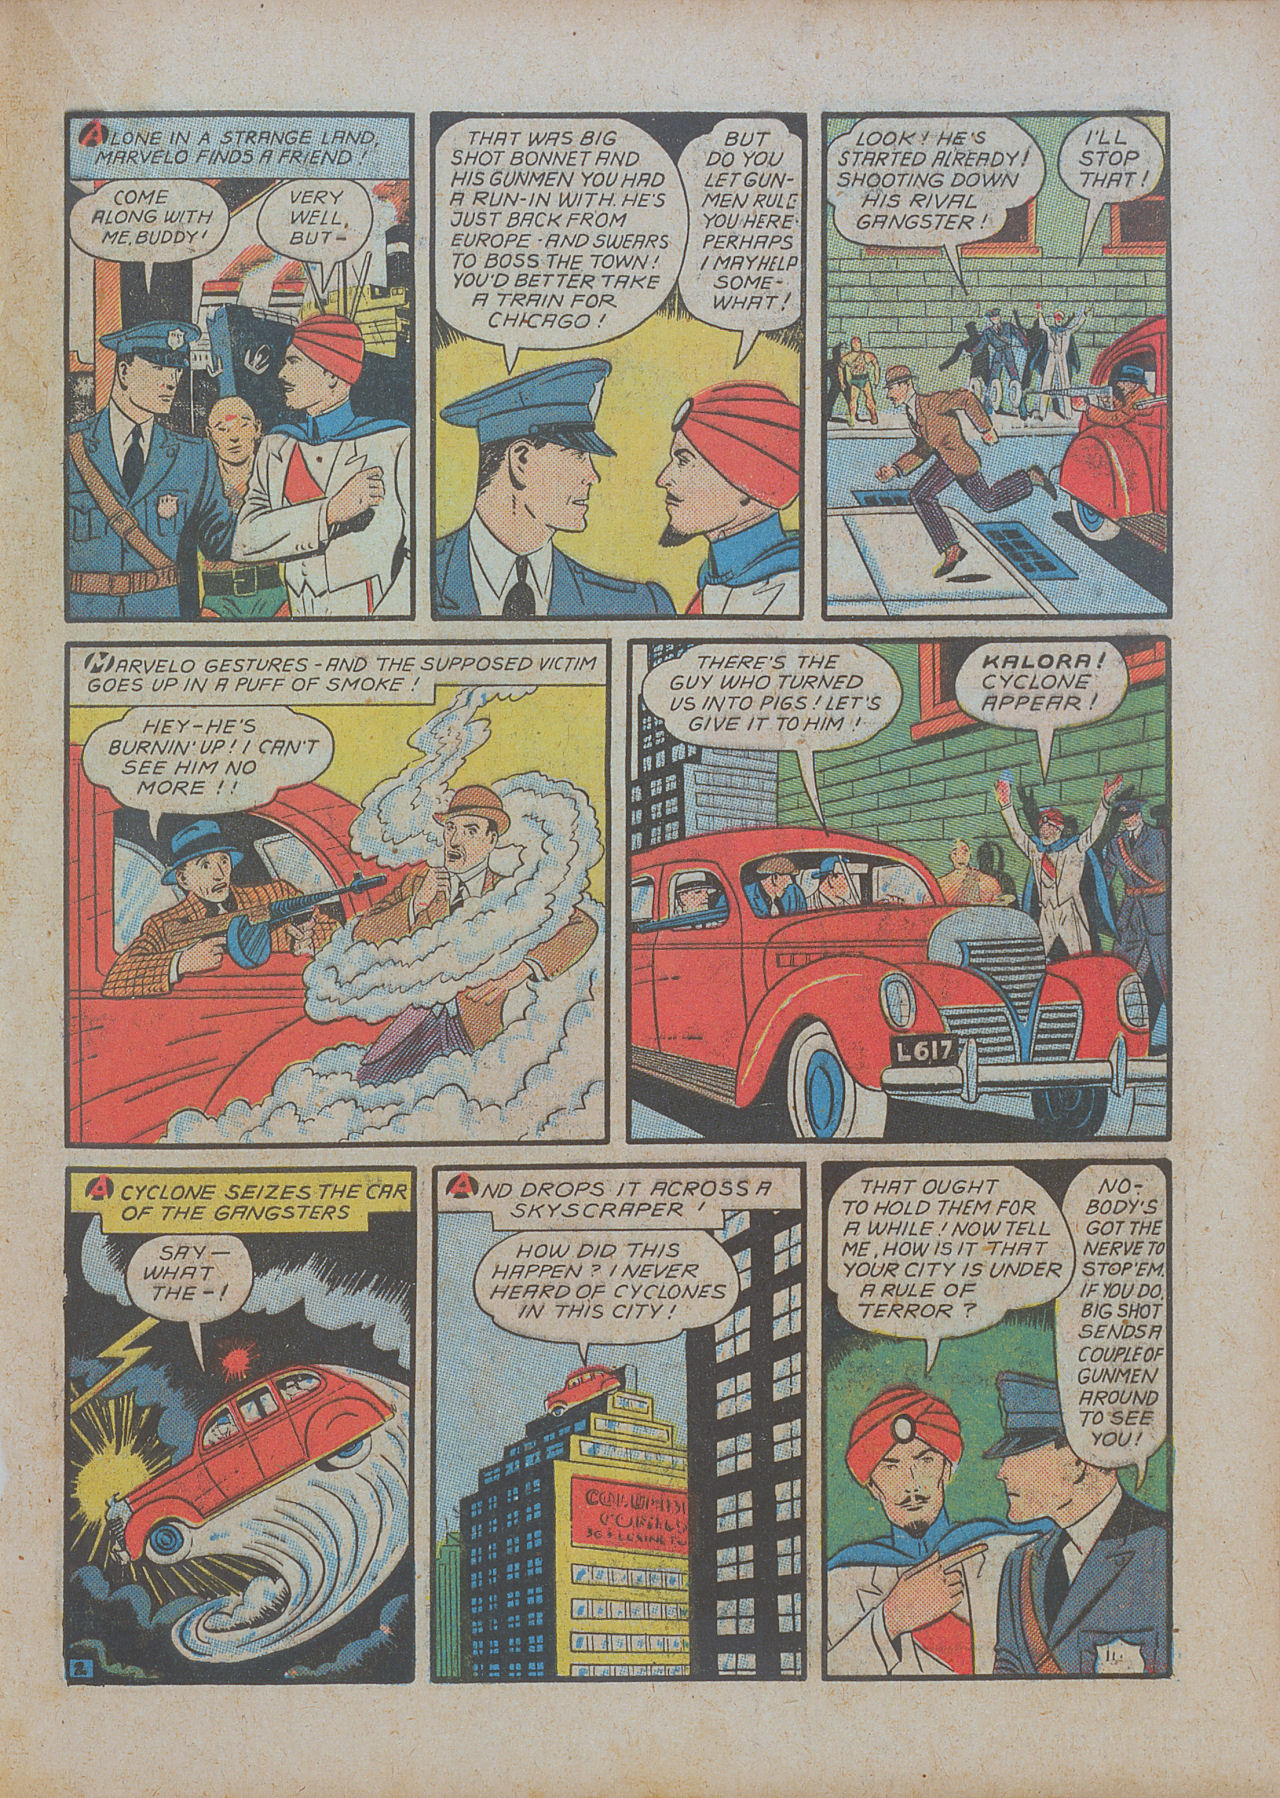 ALONE IN A STRANGE LAND,
MARVELO FINDS A FRIEND!
COME
ALONG WITH
ME, BUDDY!
VERY
WELL,
BUT-
THAT WAS BIG
SHOT BONNET AND
HIS GUNMEN YOU HAD
A RUN-IN WITH. HE'S
JUST BACK FROM
EUROPE - AND SWEARS
TO BOSS THE TOWN!
YOU'D BETTER TAKE
A TRAIN FOR
CHICAGO!
BUT
DO YOU
LET GUN-
MEN RULE
YOU HERE
PERHAPS
I MAY HELP
SOME-
WHAT!
LOOK! HE'S
STARTED ALREADY!
SHOOTING DOWN
HIS RIVAL
GANGSTER!
I'LL
STOP
THAT!
MARVELO GESTURES - AND THE SUPPOSED VICTIM
GOES UP IN A PUFF OF SMOKE!
HEY-HE'S
BURNIN' UP! I CAN'T
SEE HIM NO
MORE!!
THERE'S THE
GUY WHO TURNED
US INTO PIGS! LET'S
GIVE IT TO HIM!
KALORA!
CYCLONE
APPEAR!
L617
A CYCLONE SEIZES THE CAR
OF THE GANGSTERS
SAY-
WHAT
THE-!
2
AND DROPS IT ACROSS A
SKYSCRAPER!
HOW DID THIS
HAPPEN? I NEVER
HEARD OF CYCLONES
IN THIS CITY!
THAT OUGHT
TO HOLD THEM FOR
A WHILE! NOW TELL
ME, HOW IS IT THAT
YOUR CITY IS UNDER
A RULE OF
TERROR?
NO-
BODY'S
GOT THE
NERVE TO
STOP 'EM.
IF YOU DO,
BIG SHOT
SENDS A
COUPLE OF
GUNMEN
AROUND
TO SEE
YOU!